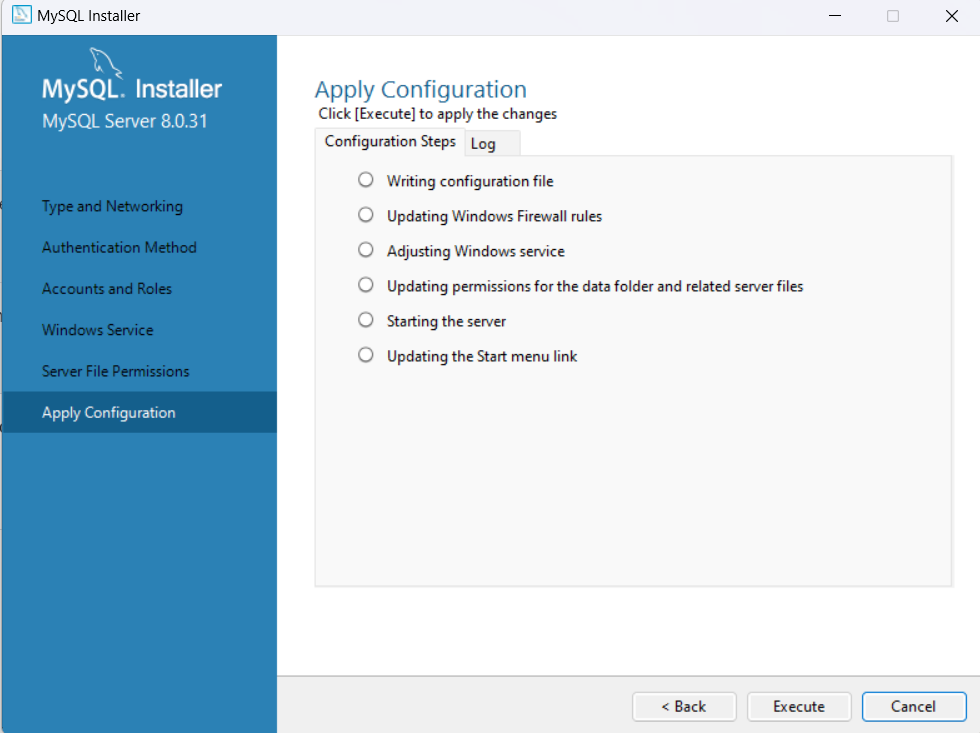 MySQL Installer
MySQL. Installer
MySQL Server 8.0.31
Type and Networking
Authentication Method
Accounts and Roles
Windows Service
Server File Permissions
Apply Configuration
Apply Configuration
Click [Execute] to apply the changes
Configuration Steps
Log
Writing configuration file
Updating Windows Firewall rules
Adjusting Windows service
Updating permissions for the data folder and related server files
Starting the server
Updating the Start menu link
< Back
Execute
Cancel